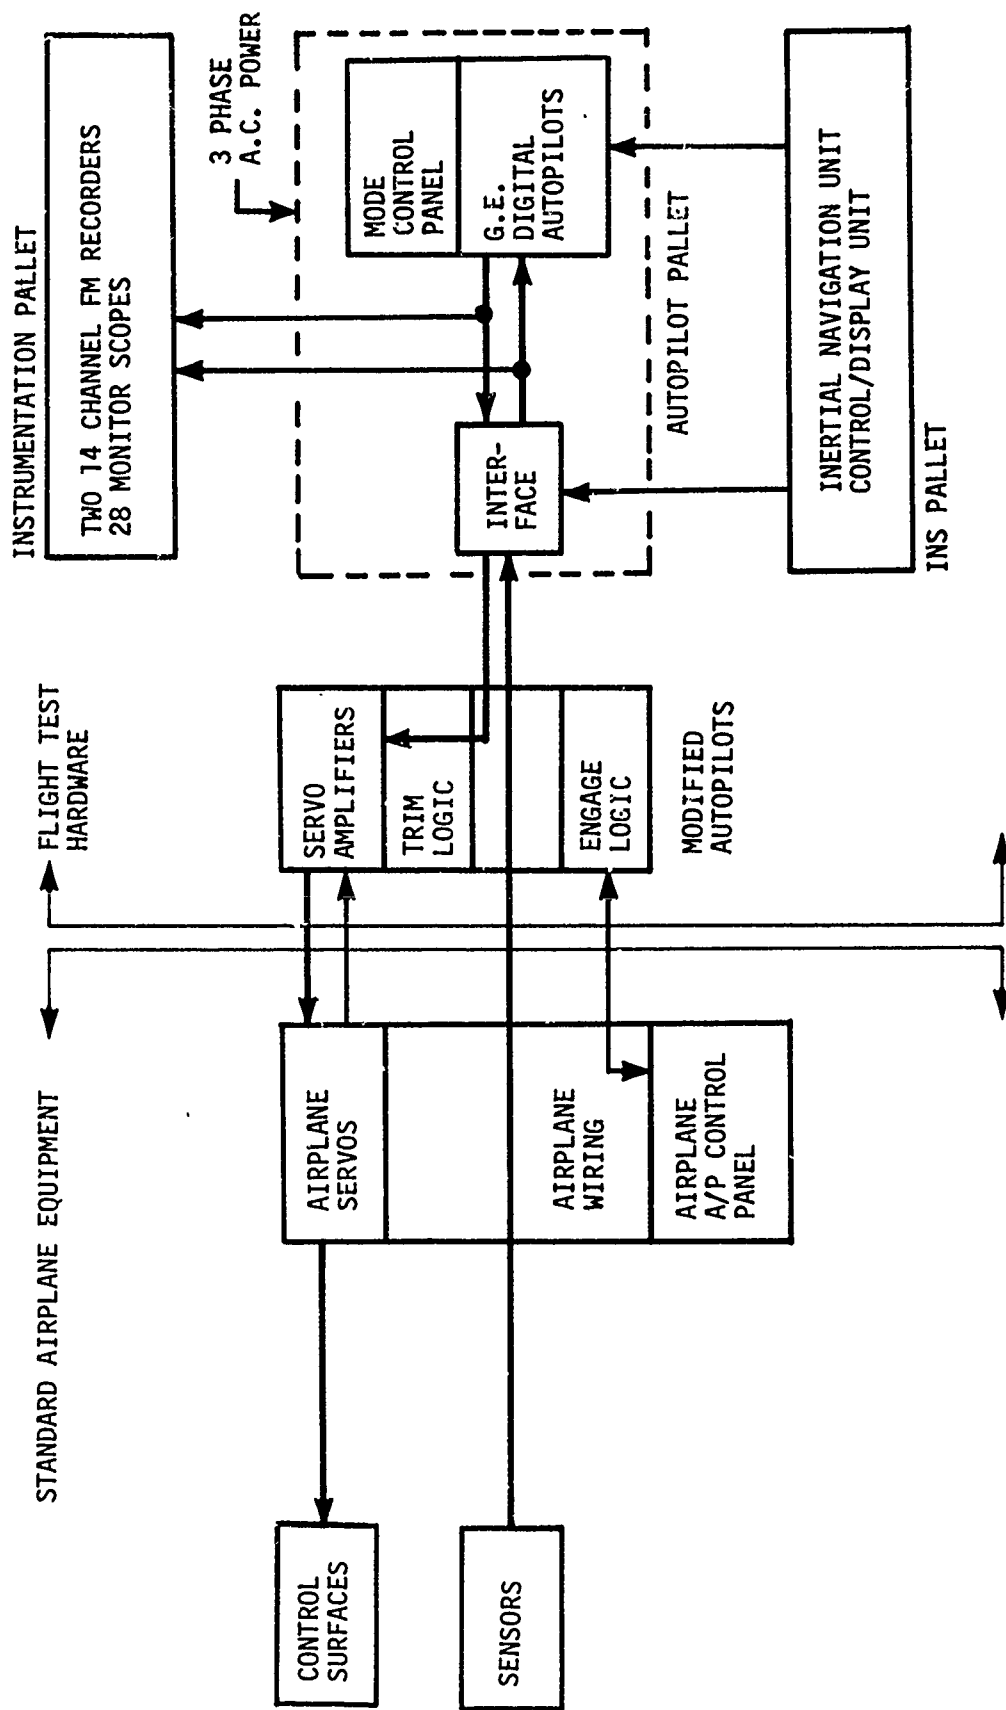 STANDARD AIRPLANE EQUIPMENT
FLIGHT TEST
HARDWARE
INSTRUMENTATION PALLET
TWO 14 CHANNEL FM RECORDERS
28 MONITOR SCOPES
3 PHASE
A.C. POWER
CONTROL
SURFACES
SENSORS
AIRPLANE
SERVOS
AIRPLANE
WIRING
AIRPLANE
A/P CONTROL
PANEL
SERVO
AMPLIFIERS
TRIM
LOGIC
ENGAGE
LOGIC
MODIFIED
AUTOPILOTS
INTER-
FACE
MODE
CONTROL
PANEL
G.E.
DIGITAL
AUTOPILOTS
AUTOPILOT PALLET
INERTIAL NAVIGATION UNIT
CONTROL/DISPLAY UNIT
INS PALLET